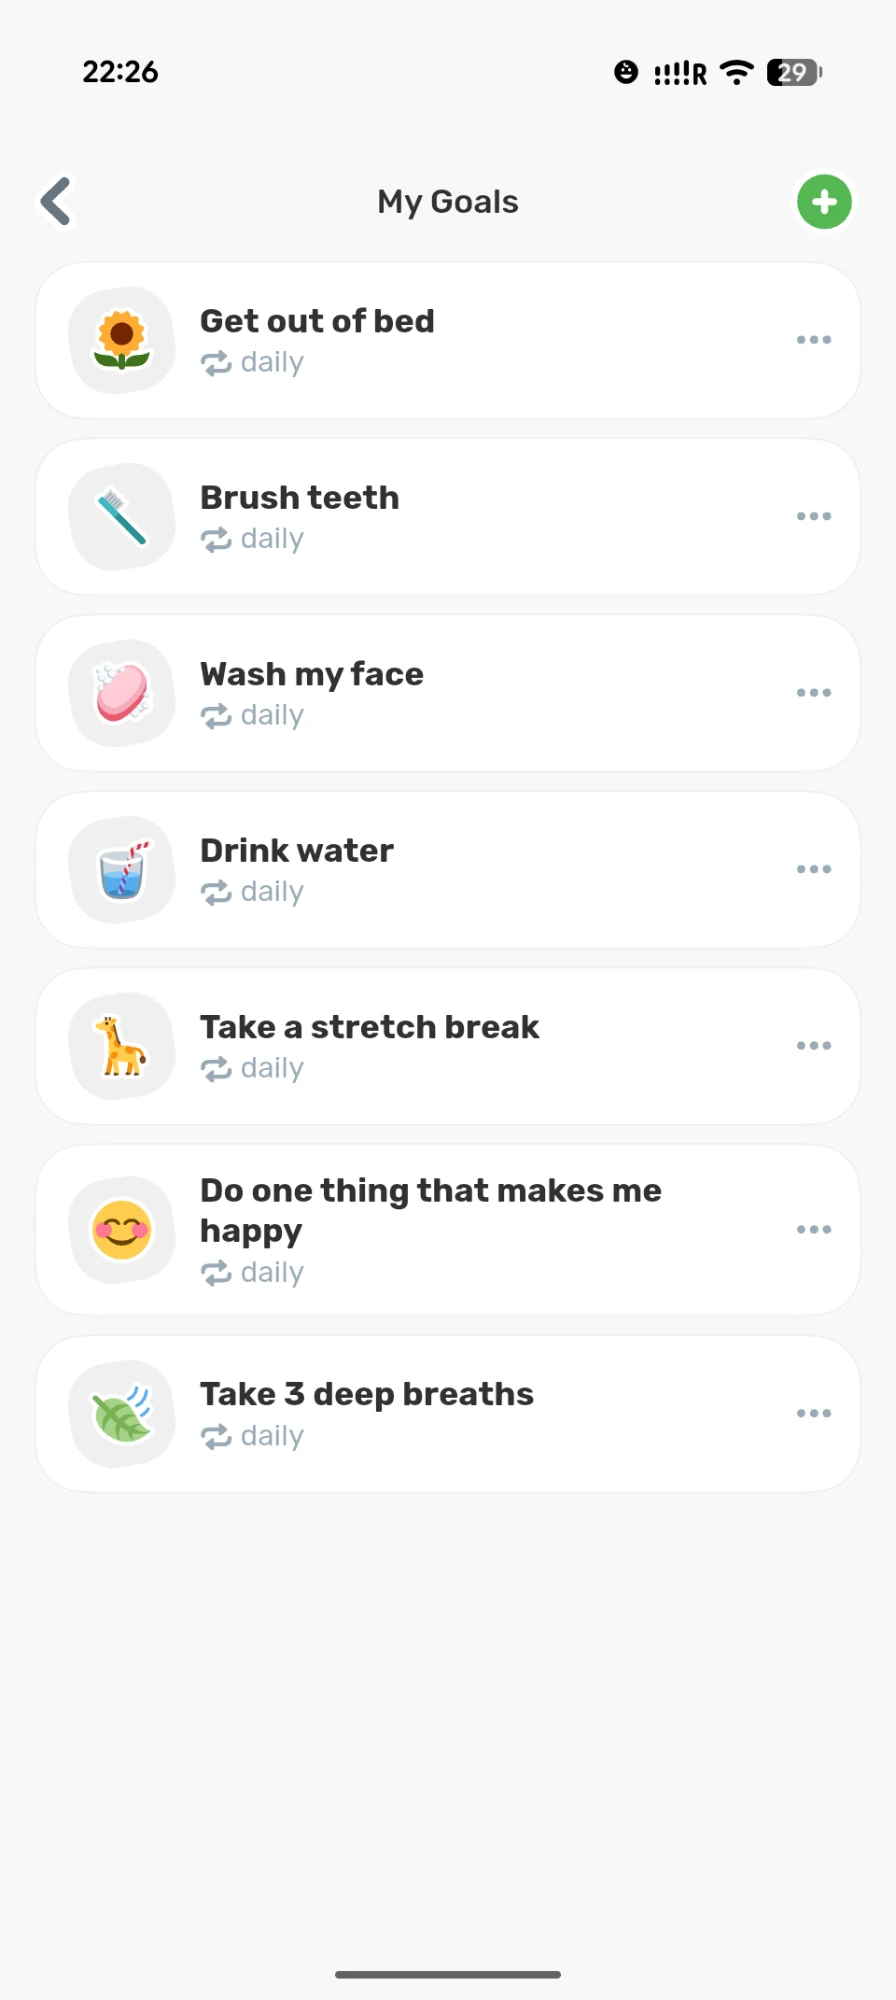 22:26
R
29
My Goals
Get out of bed
daily
Brush teeth
daily
Wash my face
daily
Drink water
daily
Take a stretch break
daily
Do one thing that makes me
happy
daily
Take 3 deep breaths
daily